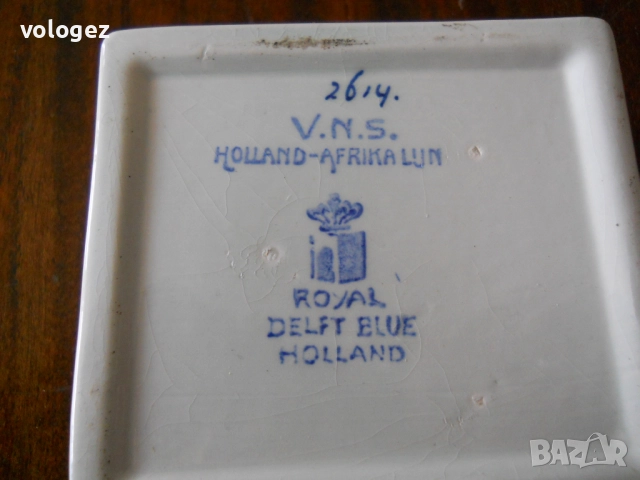 vologez
2614.
V.N.S.
HOLLAND-AFRIKA LIJN
ROYAL
DELFT BLUE
HOLLAND
BAZAR